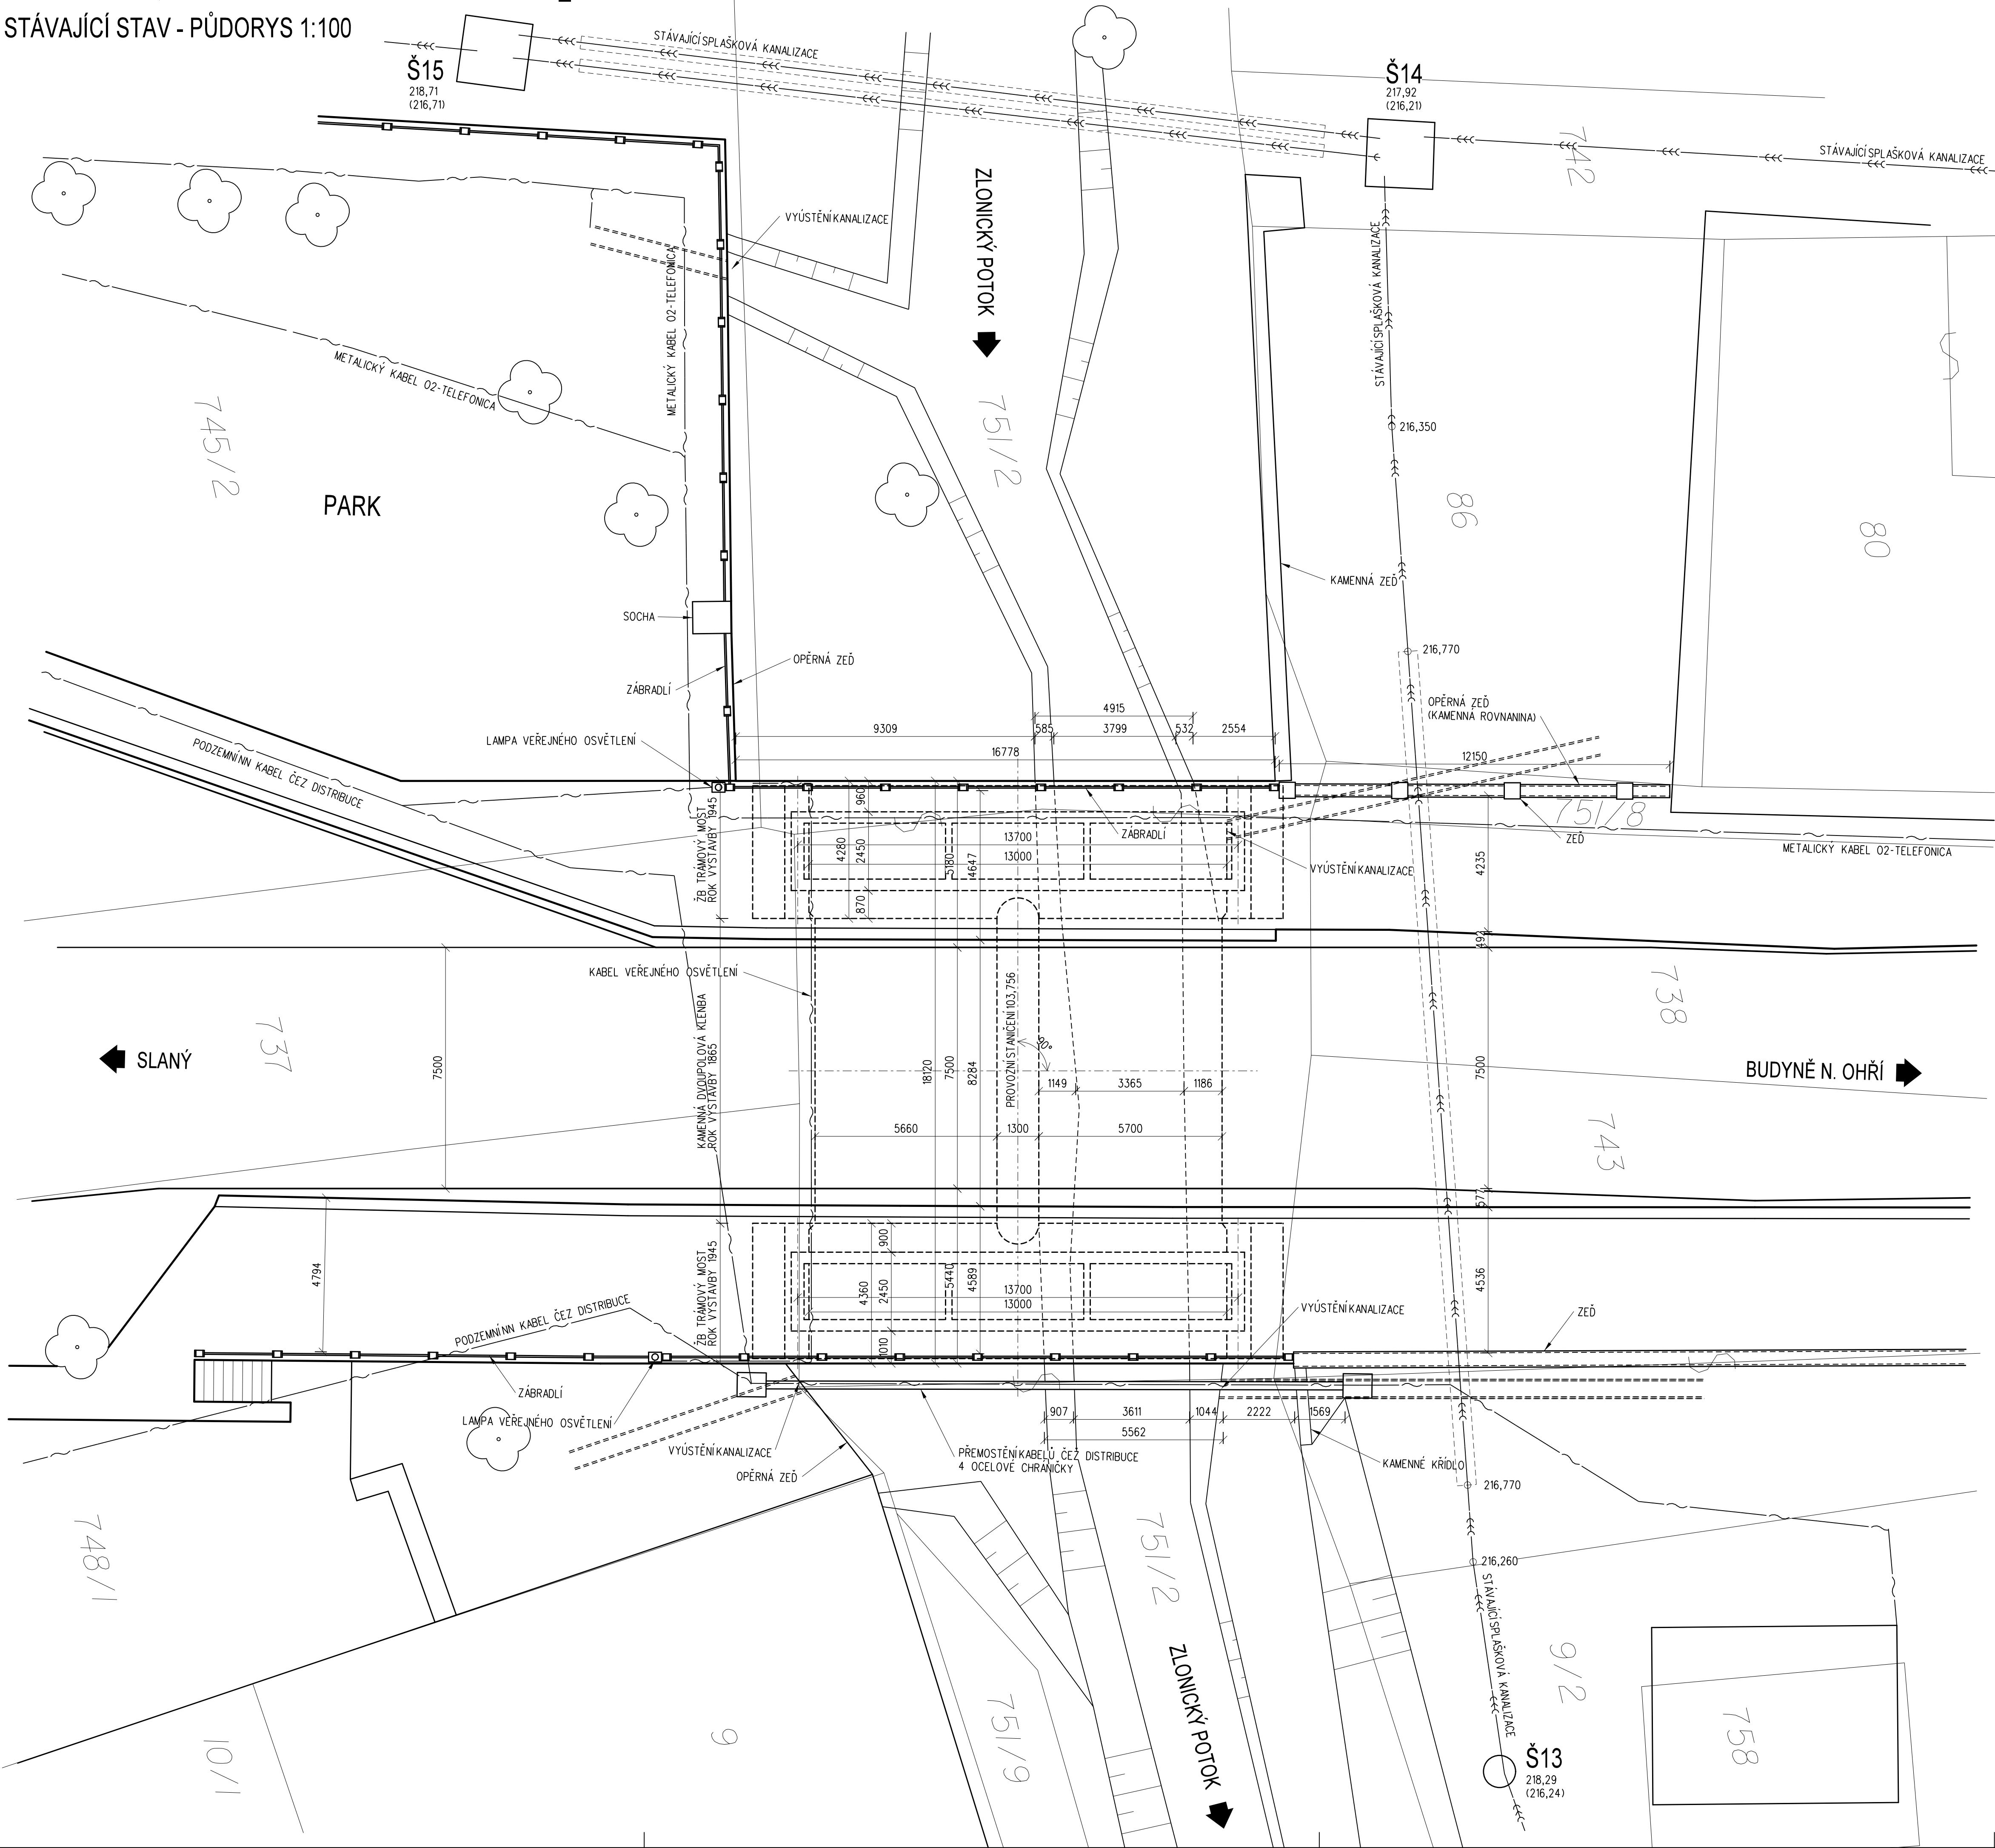 STÁVAJÍCÍ STAV - PŮDORYS 1:100
Š15
218,71
(216,71)
STÁVAJÍCÍ SPLAŠKOVÁ KANALIZACE
Š14
217,92
(216,21)
742
STÁVAJÍCÍ SPLAŠKOVÁ KANALIZACE
VYÚSTĚNÍ KANALIZACE
ZLONICKÝ POTOK
METALICKÝ KABEL O2-TELEFONICA
STÁVAJÍCÍ SPLAŠKOVÁ KANALIZACE
METALICKÝ KABEL O2-TELEFONICA
745/2
751/2
216,350
PARK
86
80
KAMENNÁ ZEĎ
SOCHA
OPĚRNÁ ZEĎ
216,770
ZÁBRADLÍ
OPĚRNÁ ZEĎ
(KAMENNÁ ROVNANINA)
4915
9309
585
3799
532
2554
LAMPA VEŘEJNÉHO OSVĚTLENÍ
16778
12150
PODZEMNÍ NN KABEL ČEZ DISTRIBUCE
ŽB TRÁMOVÝ MOST
ROK VÝSTAVBY 1945
960
4280
2450
870
5180
4647
13700
13000
ZÁBRADLÍ
751/8
ZEĎ
METALICKÝ KABEL O2-TELEFONICA
VYÚSTĚNÍ KANALIZACE
4235
493
KABEL VEŘEJNÉHO OSVĚTLENÍ
738
737
SLANÝ
7500
KAMENNÁ DVOUPOLOVÁ KLENBA
ROK VÝSTAVBY 1865
18120
7500
8284
PROVOZNÍ STANIČENÍ 103,756
90°
1149
3365
1186
7500
BUDYNĚ N. OHŘÍ
743
5660
1300
5700
577
4794
ŽB TRÁMOVÝ MOST
ROK VÝSTAVBY 1945
900
4360
2450
1010
5440
4589
13700
13000
4536
VYÚSTĚNÍ KANALIZACE
ZEĎ
PODZEMNÍ NN KABEL ČEZ DISTRIBUCE
ZÁBRADLÍ
LAMPA VEŘEJNÉHO OSVĚTLENÍ
907
3611
1044
2222
1569
5562
VYÚSTĚNÍ KANALIZACE
OPĚRNÁ ZEĎ
PŘEMOSTĚNÍ KABELŮ ČEZ DISTRIBUCE
4 OCELOVÉ CHRÁNIČKY
KAMENNÉ KŘÍDLO
216,770
748/1
751/2
216,260
STÁVAJÍCÍ SPLAŠKOVÁ KANALIZACE
ZLONICKÝ POTOK
9/2
758
751/9
9
10/1
Š13
218,29
(216,24)